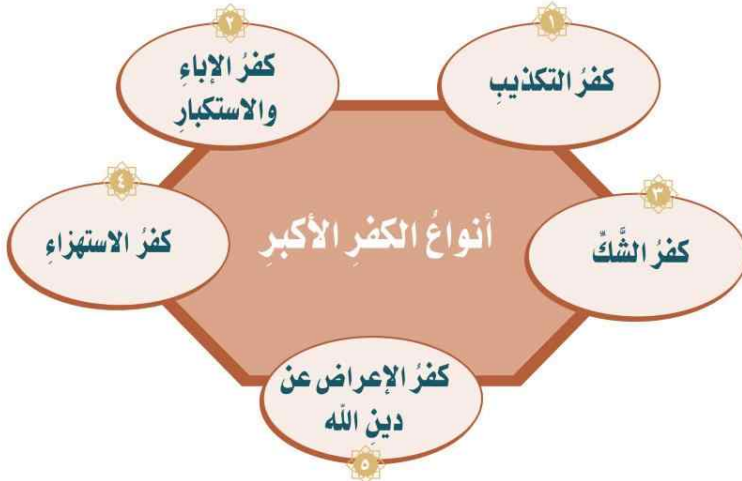 ١
كفرُ التكذيبِ
٢
كفرُ الإباءِ
والاستكبارِ
٣
كفرُ الشَّكِّ
٤
كفرُ الاستهزاءِ
أنواعُ الكفرِ الأكبرِ
كفرُ الإعراض عن
دينِ الله
٥